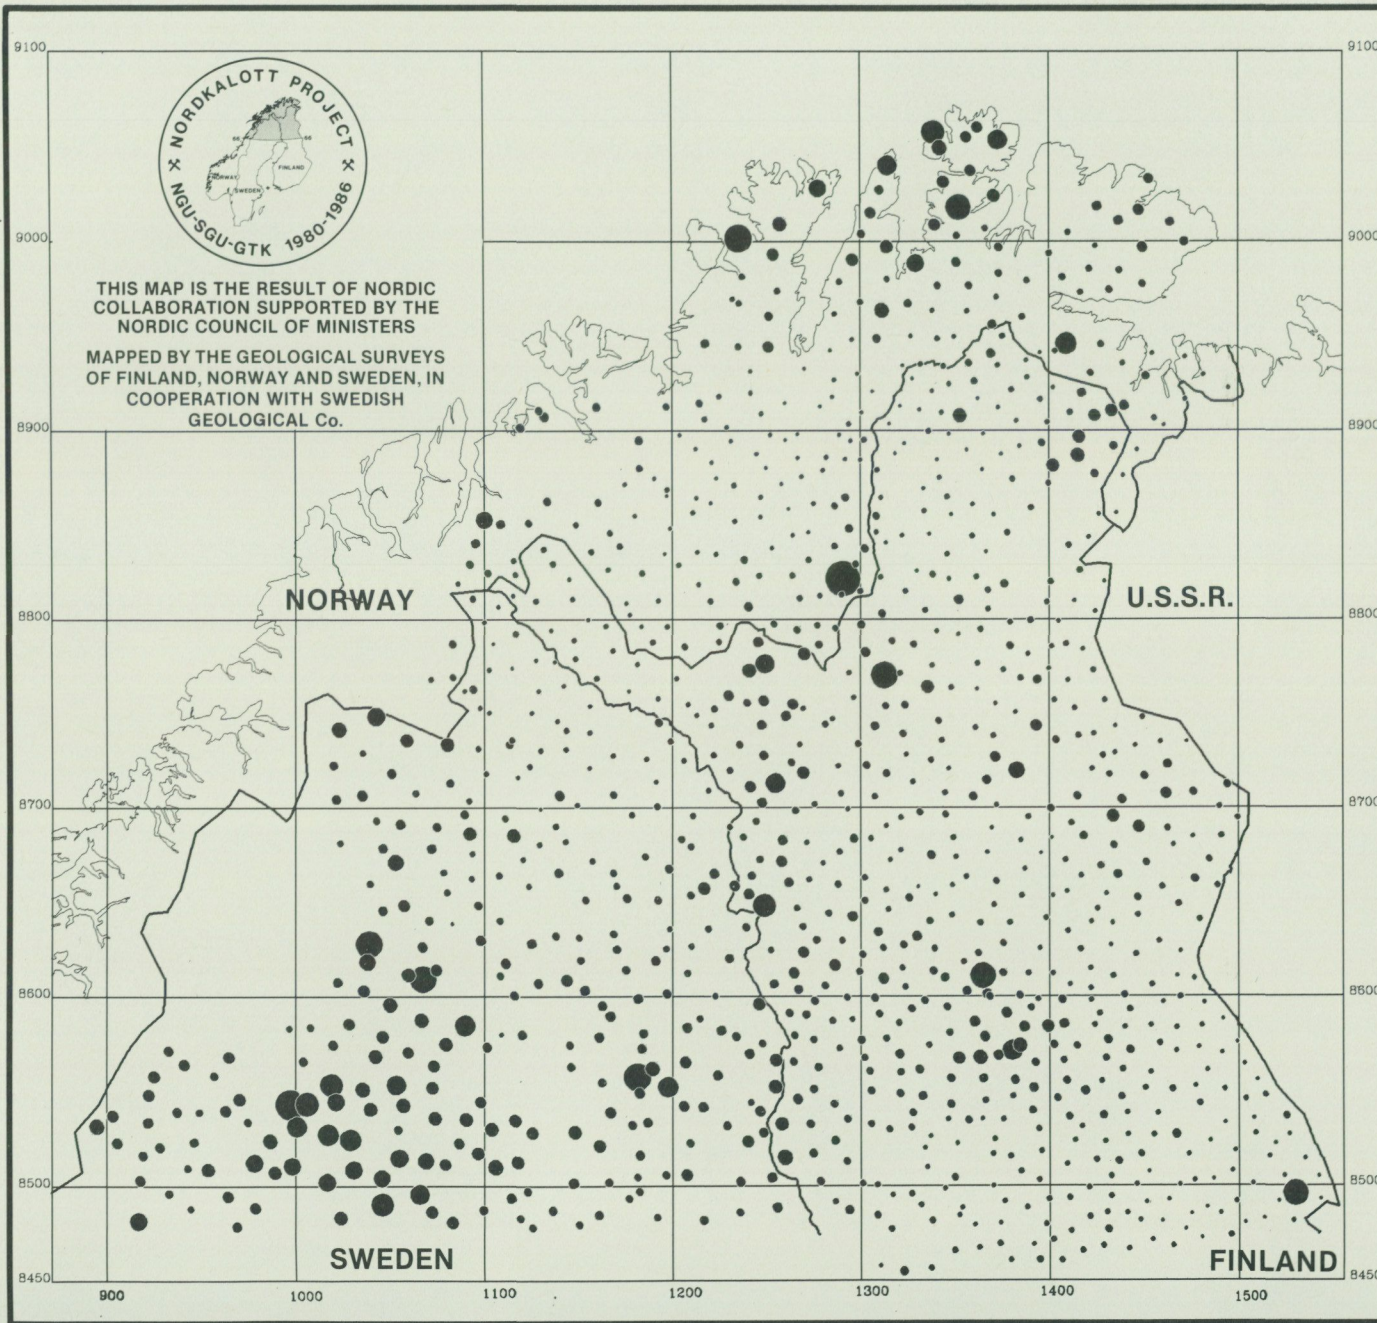 9100
9100
NORDKALOTT PROJECT
66
66
NORWAY
SWEDEN
FINLAND
NGU-SGU-GTK 1980-1986
9000
9000
THIS MAP IS THE RESULT OF NORDIC
COLLABORATION SUPPORTED BY THE
NORDIC COUNCIL OF MINISTERS
MAPPED BY THE GEOLOGICAL SURVEYS
OF FINLAND, NORWAY AND SWEDEN, IN
COOPERATION WITH SWEDISH
GEOLOGICAL Co.
8900
8900
NORWAY
U.S.S.R.
8800
8800
8700
8700
8600
8600
8500
8500
SWEDEN
FINLAND
8450
8450
900
1000
1100
1200
1300
1400
1500